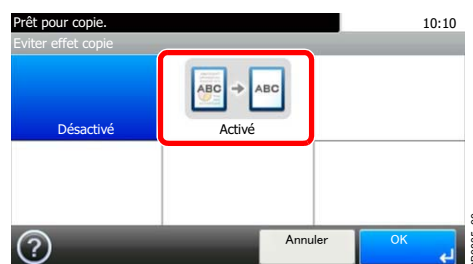 Prêt pour copie.
10:10
Eviter effet copie
ABC ABC
Désactivé
Activé
?
Annuler
OK